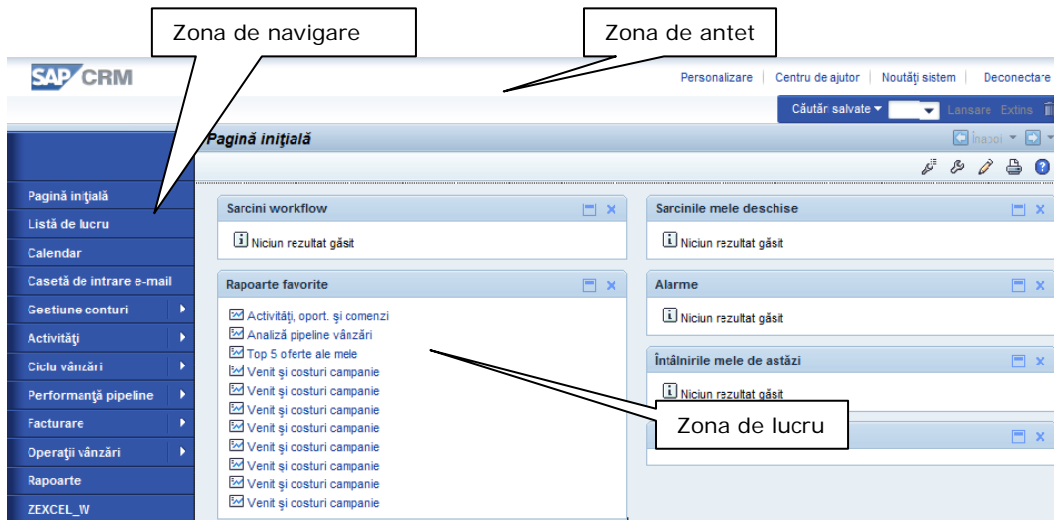 Zona de navigare
Zona de antet
SAP CRM
Personalizare | Centru de ajutor | Noutăţi sistem | Deconectare
Căutăr salvate Lansare Extins
Pagină iniţială
Înapoi
Pagină iniţială
Listă de lucru
Calendar
Casetă de intrare e-mail
Gestiune conturi
Activităţi
Ciclu vânzări
Performanţă pipeline
Facturare
Operaţii vânzări
Rapoarte
ZEXCEL_W
Sarcini workflow
Niciun rezultat găsit
Rapoarte favorite
Activităţi, oport. şi comenzi
Analiză pipeline vânzări
Top 5 oferte ale mele
Venit şi costuri campanie
Venit şi costuri campanie
Venit şi costuri campanie
Venit şi costuri campanie
Venit şi costuri campanie
Venit şi costuri campanie
Venit şi costuri campanie
Venit şi costuri campanie
Sarcinile mele deschise
Niciun rezultat găsit
Alarme
Niciun rezultat găsit
Întâlnirile mele de astăzi
Niciun rezultat găsit
Zona de lucru